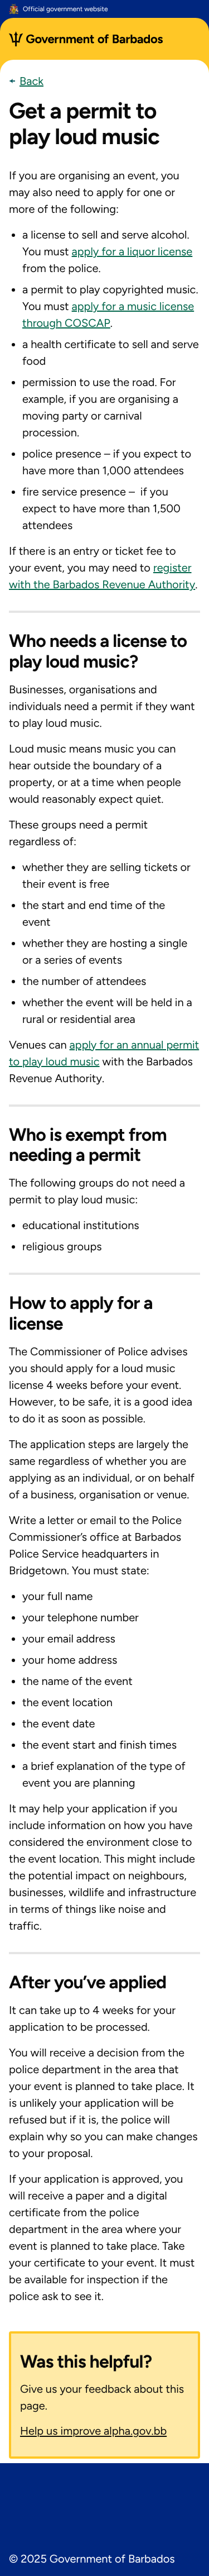 Official government website
Government of Barbados
Back
Get a permit to
play loud music
If you are organising an event, you
may also need to apply for one or
more of the following:
• a license to sell and serve alcohol.
You must apply for a liquor license
from the police.
• a permit to play copyrighted music.
You must apply for a music license
through COSCAP.
• a health certificate to sell and serve
food
• permission to use the road. For
example, if you are organising a
moving party or carnival
procession.
• police presence – if you expect to
have more than 1,000 attendees
• fire service presence – if you
expect to have more than 1,500
attendees
If there is an entry or ticket fee to
your event, you may need to register
with the Barbados Revenue Authority.
Who needs a license to
play loud music?
Businesses, organisations and
individuals need a permit if they want
to play loud music.
Loud music means music you can
hear outside the boundary of a
property, or at a time when people
would reasonably expect quiet.
These groups need a permit
regardless of:
• whether they are selling tickets or
their event is free
• the start and end time of the
event
• whether they are hosting a single
or a series of events
• the number of attendees
• whether the event will be held in a
rural or residential area
Venues can apply for an annual permit
to play loud music with the Barbados
Revenue Authority.
Who is exempt from
needing a permit
The following groups do not need a
permit to play loud music:
• educational institutions
• religious groups
How to apply for a
license
The Commissioner of Police advises
you should apply for a loud music
license 4 weeks before your event.
However, to be safe, it is a good idea
to do it as soon as possible.
The application steps are largely the
same regardless of whether you are
applying as an individual, or on behalf
of a business, organisation or venue.
Write a letter or email to the Police
Commissioner’s office at Barbados
Police Service headquarters in
Bridgetown. You must state:
• your full name
• your telephone number
• your email address
• your home address
• the name of the event
• the event location
• the event date
• the event start and finish times
• a brief explanation of the type of
event you are planning
It may help your application if you
include information on how you have
considered the environment close to
the event location. This might include
the potential impact on neighbours,
businesses, wildlife and infrastructure
in terms of things like noise and
traffic.
After you’ve applied
It can take up to 4 weeks for your
application to be processed.
You will receive a decision from the
police department in the area that
your event is planned to take place. It
is unlikely your application will be
refused but if it is, the police will
explain why so you can make changes
to your proposal.
If your application is approved, you
will receive a paper and a digital
certificate from the police
department in the area where your
event is planned to take place. Take
your certificate to your event. It must
be available for inspection if the
police ask to see it.
Was this helpful?
Give us your feedback about this
page.
Help us improve alpha.gov.bb
© 2025 Government of Barbados